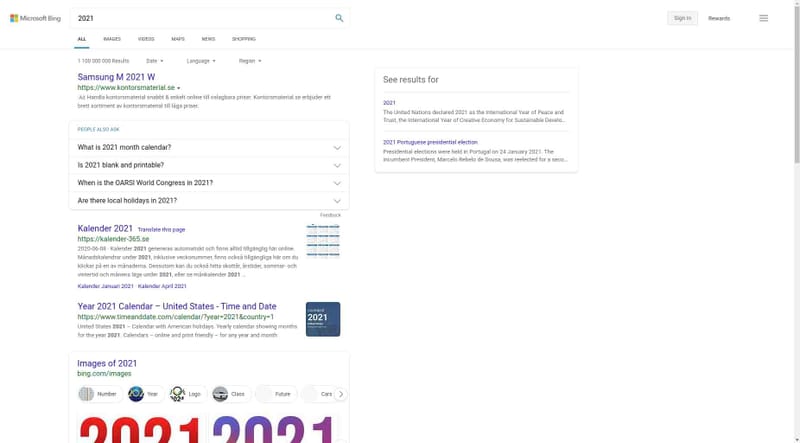 Microsoft Bing
2021
Sign in
Rewards
ALL
IMAGES
VIDEOS
MAPS
NEWS
SHOPPING
1 100 000 000 Results
Date
Language
Region
Samsung M 2021 W
https://www.kontorsmaterial.se
Ad Handla kontorsmaterial snabbt & enkelt online till oslagbara priser. Kontorsmaterial.se erbjuder ett
brett sortiment av kontorsmaterial till låga priser.
PEOPLE ALSO ASK
What is 2021 month calendar?
Is 2021 blank and printable?
When is the OARSI World Congress in 2021?
Are there local holidays in 2021?
Feedback
Kalender 2021 Translate this page
https://kalender-365.se
2020-06-08 · Kalender 2021 genereras automatiskt och finns alltid tillgänglig här online.
Månadskalendrar under 2021, inklusive veckonummer, finns också tillgängliga här om du
klickar på ett av månaderna. Dessutom kan du också hitta skottår, årstider, sommar- och
vintertid och månens läge under 2021, eller se månkalender 2021 ...
Kalender Januari 2021 · Kalender April 2021
Year 2021 Calendar – United States - Time and Date
https://www.timeanddate.com/calendar/?year=2021&country=1
United States 2021 – Calendar with American holidays. Yearly calendar showing months
for the year 2021. Calendars – online and print friendly – for any year and month
2021
Images of 2021
bing.com/images
Number
Year
Logo
Class
Future
Cars
2021
2021
See results for
2021
The United Nations declared 2021 as the International Year of Peace and
Trust, the International Year of Creative Economy for Sustainable Develo...
2021 Portuguese presidential election
Presidential elections were held in Portugal on 24 January 2021. The
incumbent President, Marcelo Rebelo de Sousa, was reelected for a seco...